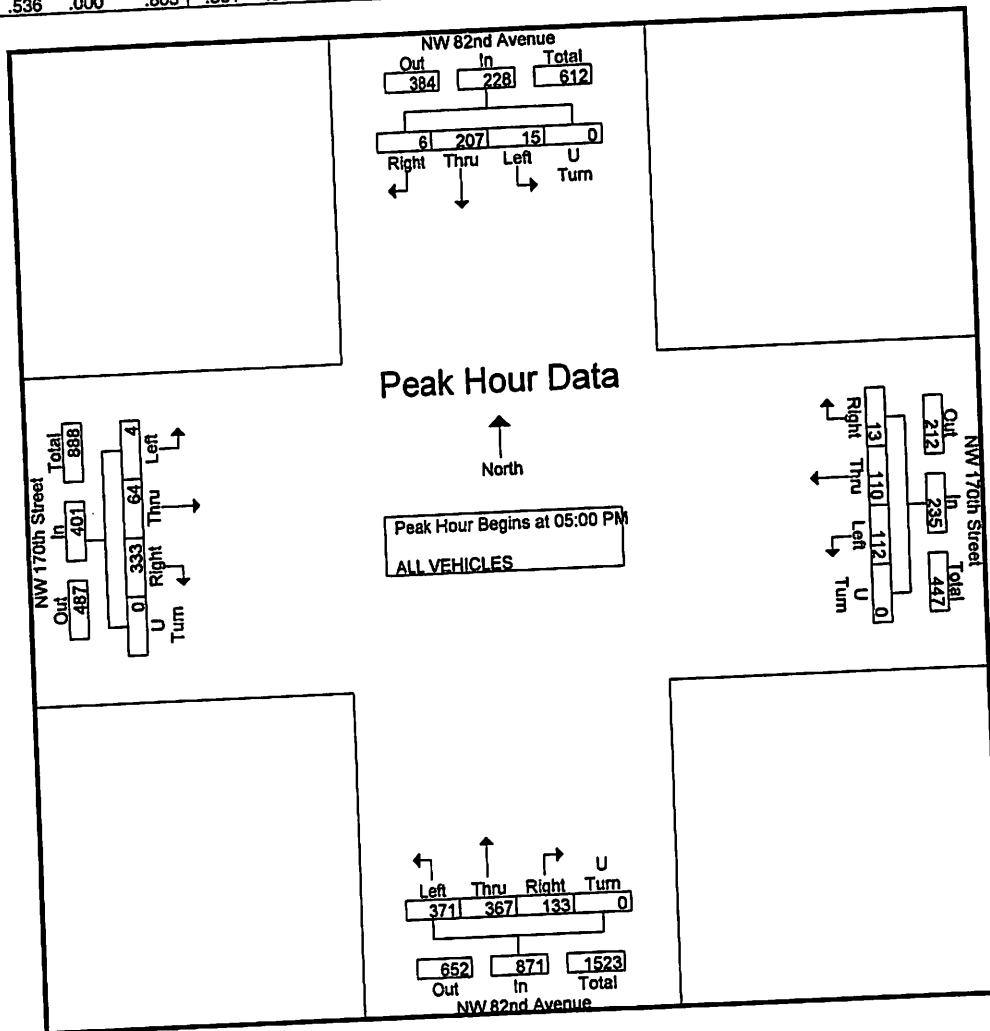 .536 .000
NW 82nd Avenue
Out In Total
384 228 612
6 207 15 0
Right Thru Left U Turn
Peak Hour Data
North
Peak Hour Begins at 05:00 PM
ALL VEHICLES
NW 170th Street
Total In Out
888 401 487
4 64 333 0
Left Thru Right U Turn
NW 170th Street
Out In Total
212 235 447
13 110 112 0
Right Thru Left U Turn
Left Thru Right U Turn
371 367 133 0
652 871 1523
Out In Total
NW 82nd Avenue